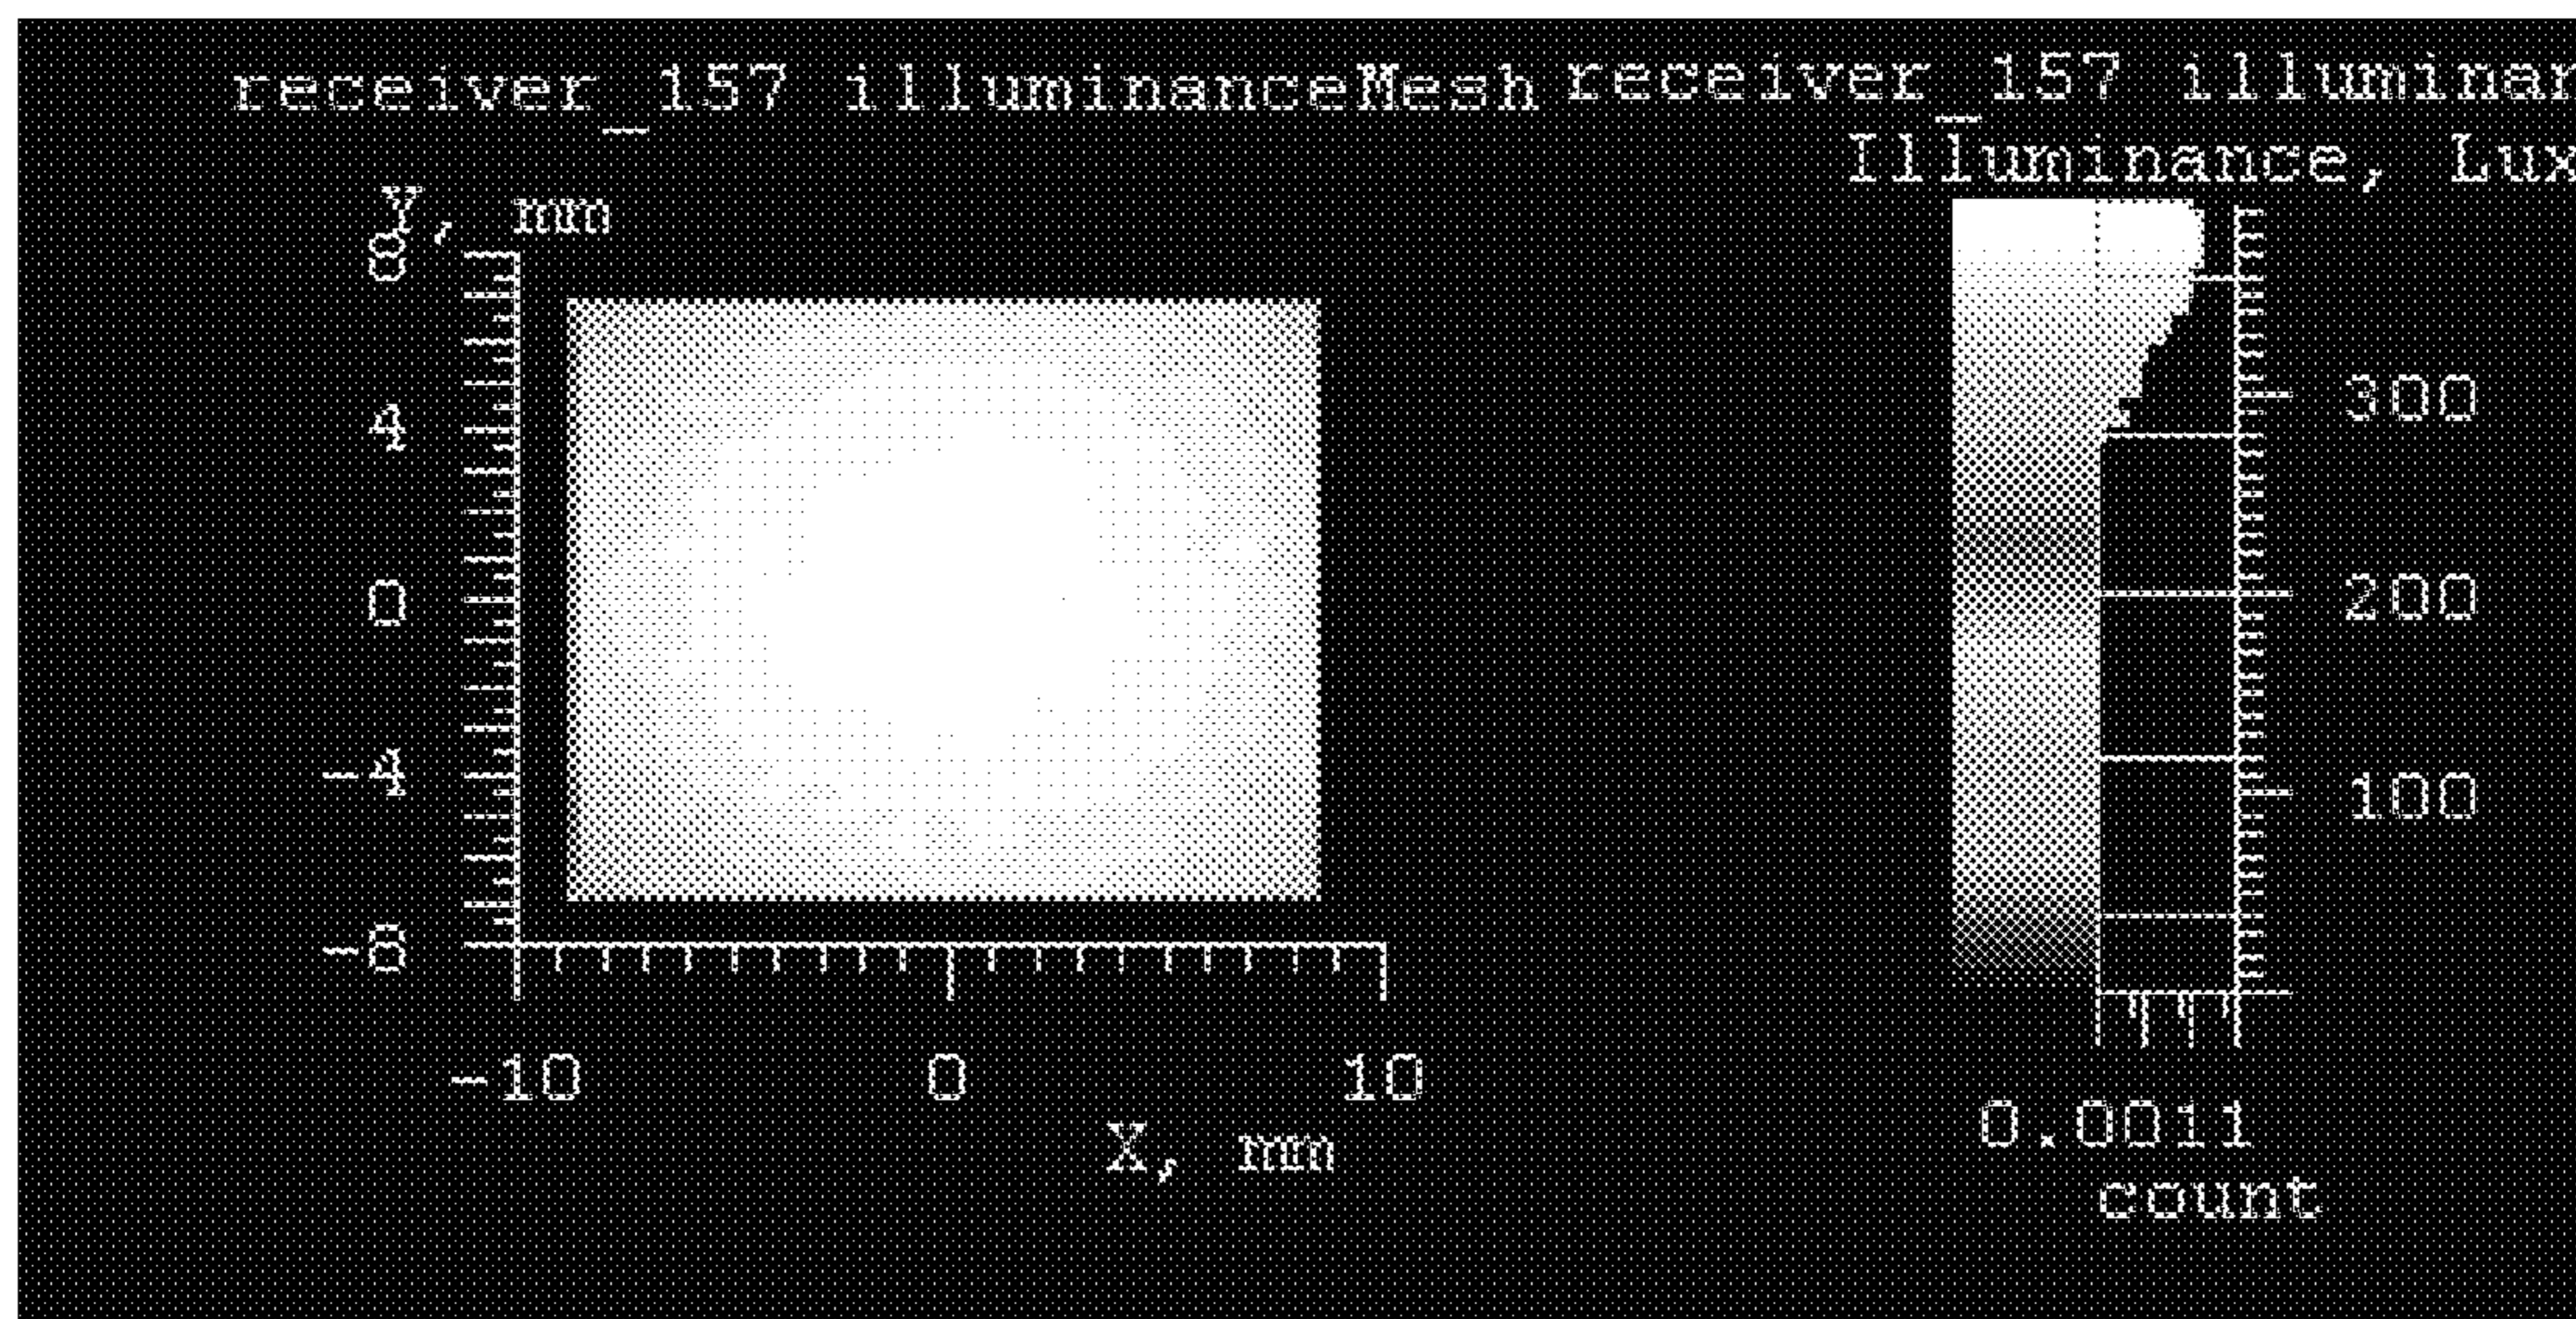 receiver_157 illuminanceMesh receiver_157 illuminan
Illuminance, Lux
Y, mm
8
4
0
-4
-8
-10 0 10
X, mm
300
200
100
0.0011
count